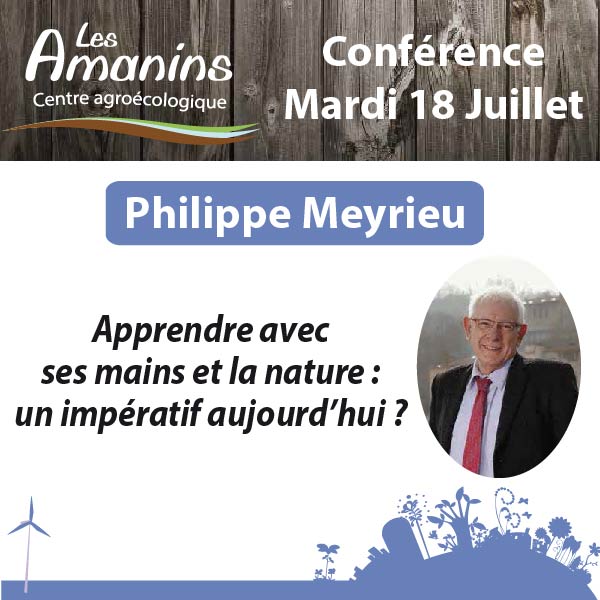 Les
Amanins
Centre agroécologique
Conférence
Mardi 18 Juillet
Philippe Meyrieu
Apprendre avec
ses mains et la nature :
un impératif aujourd'hui ?